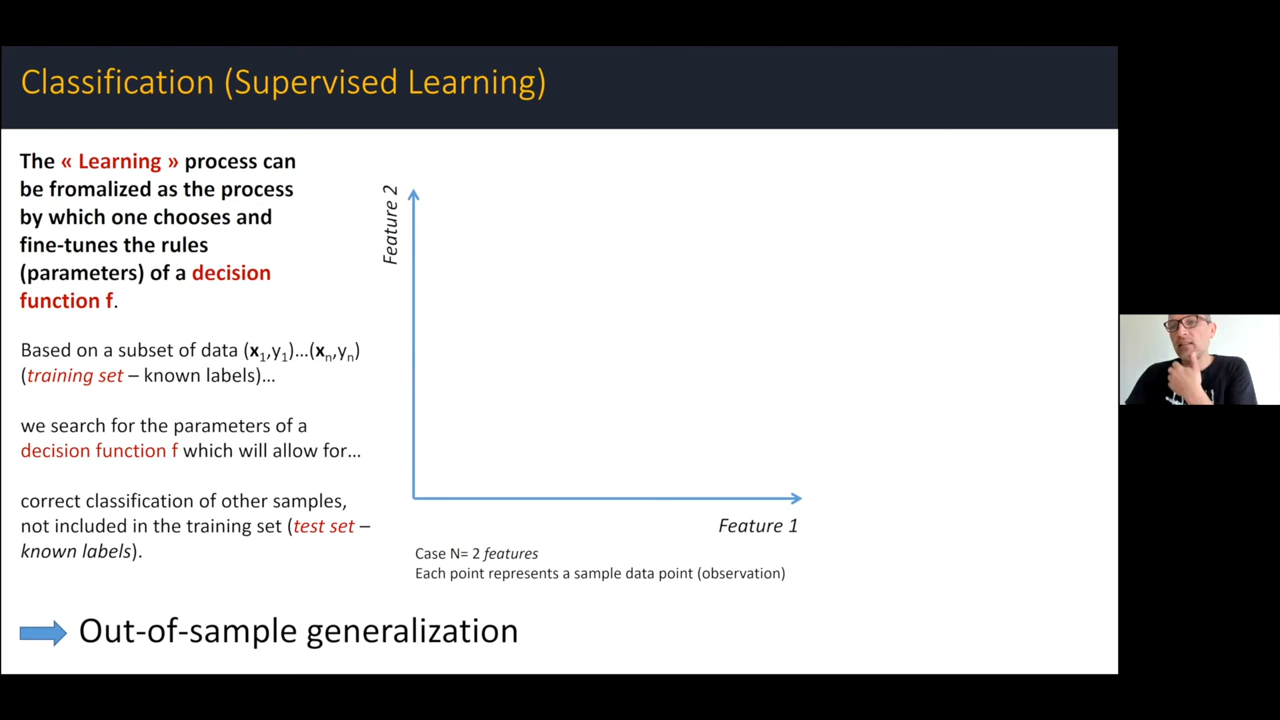 Classification (Supervised Learning)
The « Learning » process can
be fromalized as the process
by which one chooses and
fine-tunes the rules
(parameters) of a decision
function f.
Based on a subset of data (x1,y1)...(xn,yn)
(training set – known labels)...
we search for the parameters of a
decision function f which will allow for...
correct classification of other samples,
not included in the training set (test set –
known labels).
Out-of-sample generalization
Feature 2
Feature 1
Case N= 2 features
Each point represents a sample data point (observation)